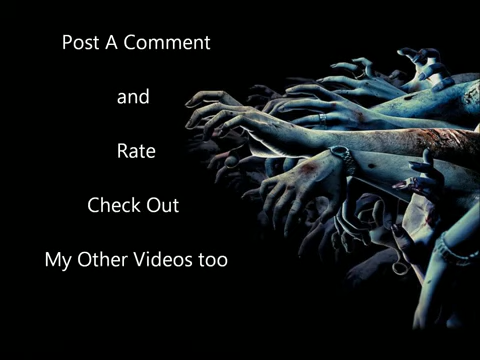 Post A Comment
and
Rate
Check Out
My Other Videos too